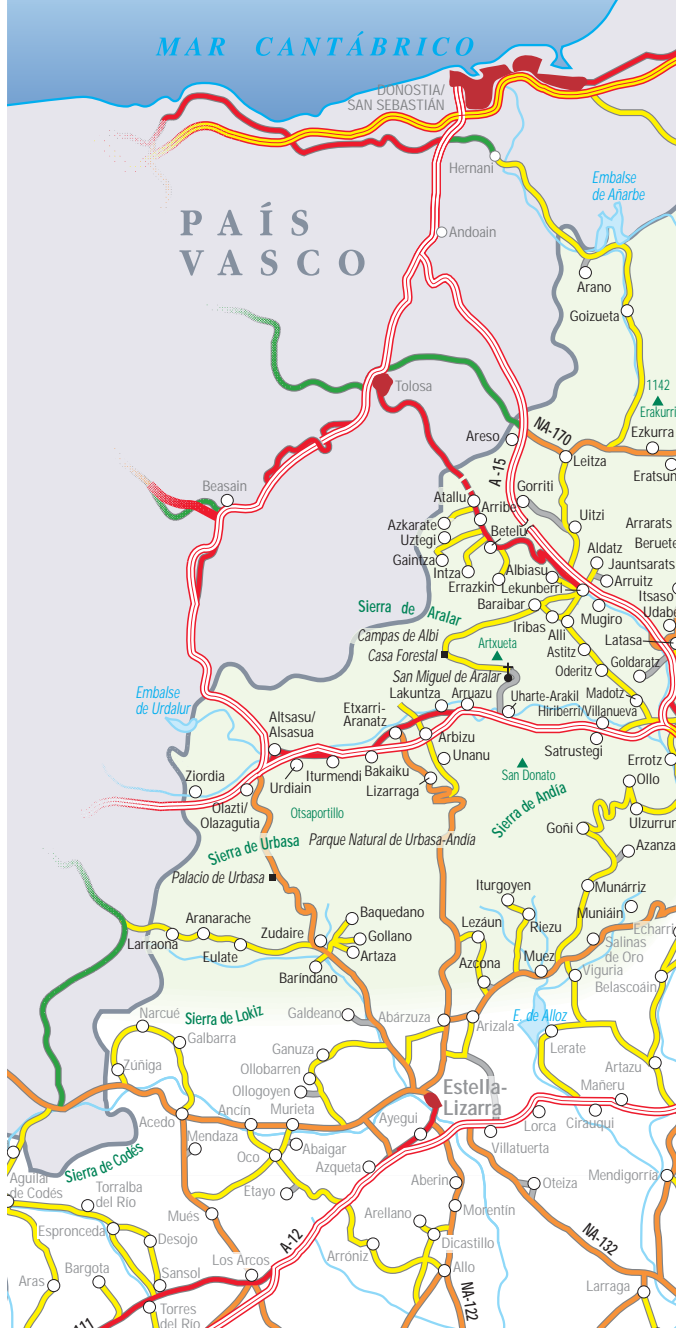 MAR CANTÁBRICO
DONOSTIA/
SAN SEBASTIÁN
Hernani
Embalse
de Añarbe
PAÍS
VASCO
Andoain
Arano
Goizueta
1142
Erakurri
Tolosa
Areso
NA-170
Ezkurra
Leitza
A-15
Eratsun
Beasain
Atallu
Gorriti
Arribe
Azkarate
Uitzi
Arrarats
Uztegi
Betelu
Aldatz
Beruete
Gaintza
Jauntsarats
Intza
Albiasu
Arruitz
Errazkin
Lekunberri
Itsaso
Sierra de Aralar
Baraibar
Mugiro
Udabe
Iribas
Alli
Campas de Albi
Artxueta
Latasa
Casa Forestal
Astitz
Goldaratz
San Miguel de Aralar
Oderitz
Embalse
de Urdalur
Lakuntza
Arruazu
Uharte-Arakil
Madotz
Etxarri-
Aranatz
Hiriberri/Villanueva
Altsasu/
Alsasua
Arbizu
Satrustegi
Unanu
Errotz
Ziordia
Urdiain
Iturmendi
Bakaiku
Lizarraga
San Donato
Ollo
Olazti/
Olazagutia
Otsaportillo
Sierra de Andía
Ulzurrun
Goñi
Sierra de Urbasa
Parque Natural de Urbasa-Andía
Azanza
Palacio de Urbasa
Iturgoyen
Munárriz
Baquedano
Muniáin
Aranarache
Lezáun
Riezu
Zudaire
Gollano
Echarri
Larraona
Eulate
Artaza
Salinas
de Oro
Azcona
Muez
Baríndano
Viguria
Belascoáin
Narcué
Sierra de Lokiz
Galdeano
Abárzuza
E. de Alloz
Arizala
Galbarra
Ganuza
Lerate
Zúñiga
Ollobarren
Artazu
Ollogoyen
Estella-
Lizarra
Mañeru
Acedo
Ancín
Murieta
Ayegui
Lorca
Cirauqui
Mendaza
Abaigar
Villatuerta
Sierra de Codés
Oco
Azqueta
Aguilar
de Codés
Torralba
del Río
Etayo
Aberin
Oteiza
Mendigorría
Mués
Arellano
Morentín
Espronceda
Desojo
A-12
NA-132
Dicastillo
Arróniz
Bargota
Los Arcos
Allo
Aras
Sansol
Larraga
NA-122
111
Torres
del Río